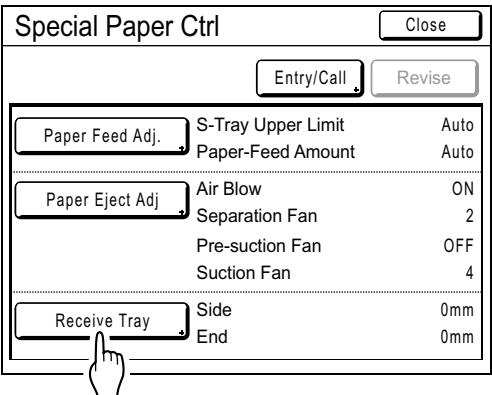 Special Paper Ctrl Close
Entry/Call Revise
Paper Feed Adj. S-Tray Upper Limit Auto
Paper-Feed Amount Auto
Paper Eject Adj Air Blow ON
Separation Fan 2
Pre-suction Fan OFF
Suction Fan 4
Receive Tray Side 0mm
End 0mm